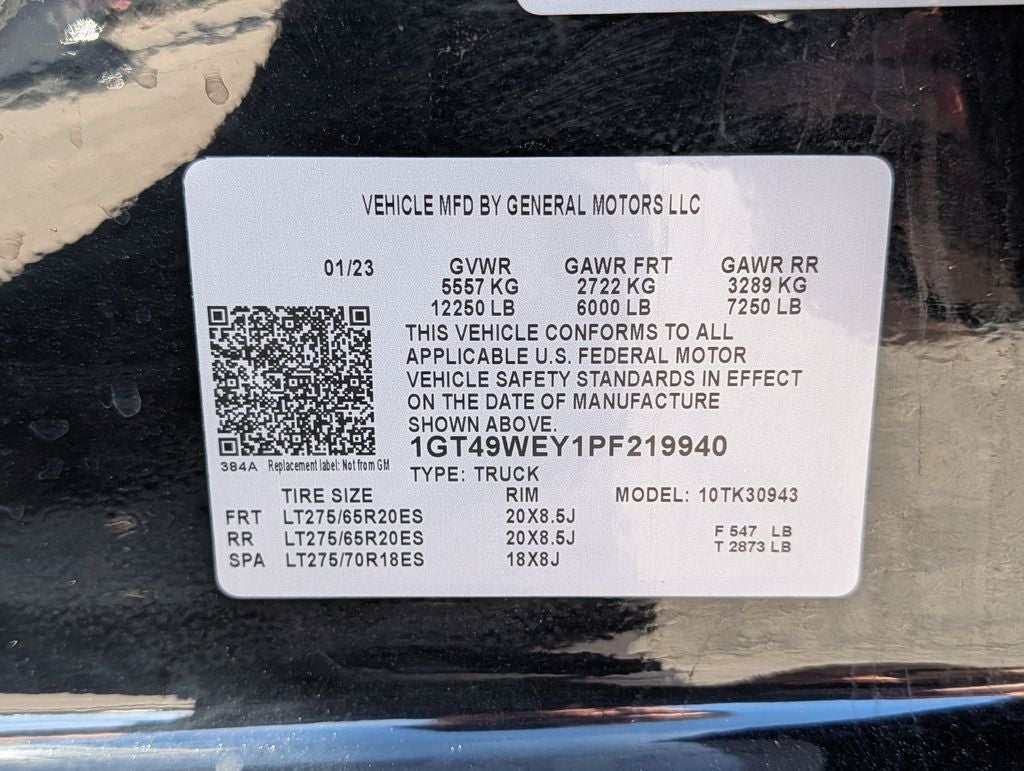 VEHICLE MFD BY GENERAL MOTORS LLC
01/23 GVWR GAWR FRT GAWR RR
5557 KG 2722 KG 3289 KG
12250 LB 6000 LB 7250 LB
THIS VEHICLE CONFORMS TO ALL
APPLICABLE U.S. FEDERAL MOTOR
VEHICLE SAFETY STANDARDS IN EFFECT
ON THE DATE OF MANUFACTURE
SHOWN ABOVE.
1GT49WEY1PF219940
384A Replacement label: Not from GM
TYPE: TRUCK
TIRE SIZE RIM MODEL: 10TK30943
FRT LT275/65R20ES 20X8.5J F 547 LB
RR LT275/65R20ES 20X8.5J T 2873 LB
SPA LT275/70R18ES 18X8J